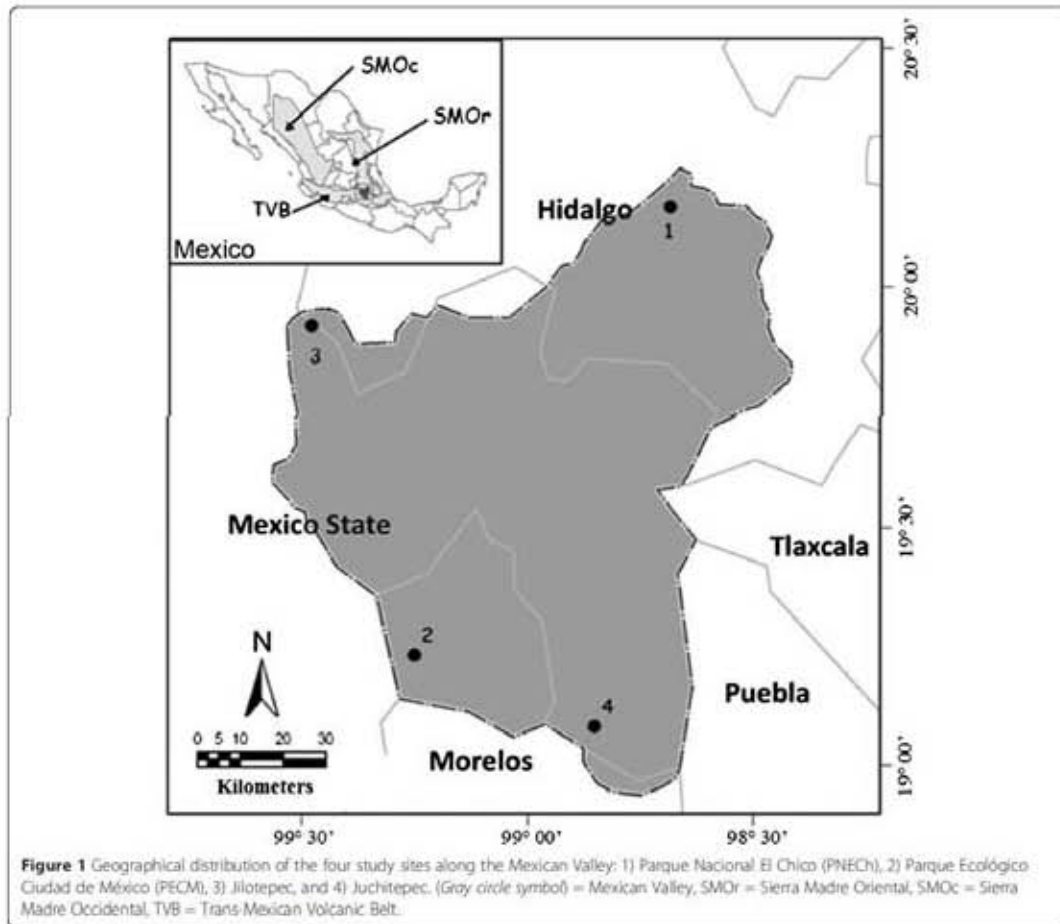 SMOc
SMOr
TVB
Mexico
Hidalgo
1
3
Mexico State
Tlaxcala
2
N
Puebla
4
0 5 10 20 30
Kilometers
Morelos
20° 30'
20° 00'
19° 30'
19° 00'
99° 30' 99° 00' 98° 30'
Figure 1 Geographical distribution of the four study sites along the Mexican Valley: 1) Parque Nacional El Chico (PNECh), 2) Parque Ecológico
Ciudad de México (PECM), 3) Jilotepec, and 4) Juchitepec. (Gray circle symbol) = Mexican Valley, SMOr = Sierra Madre Oriental, SMOc = Sierra
Madre Occidental, TVB = Trans-Mexican Volcanic Belt.